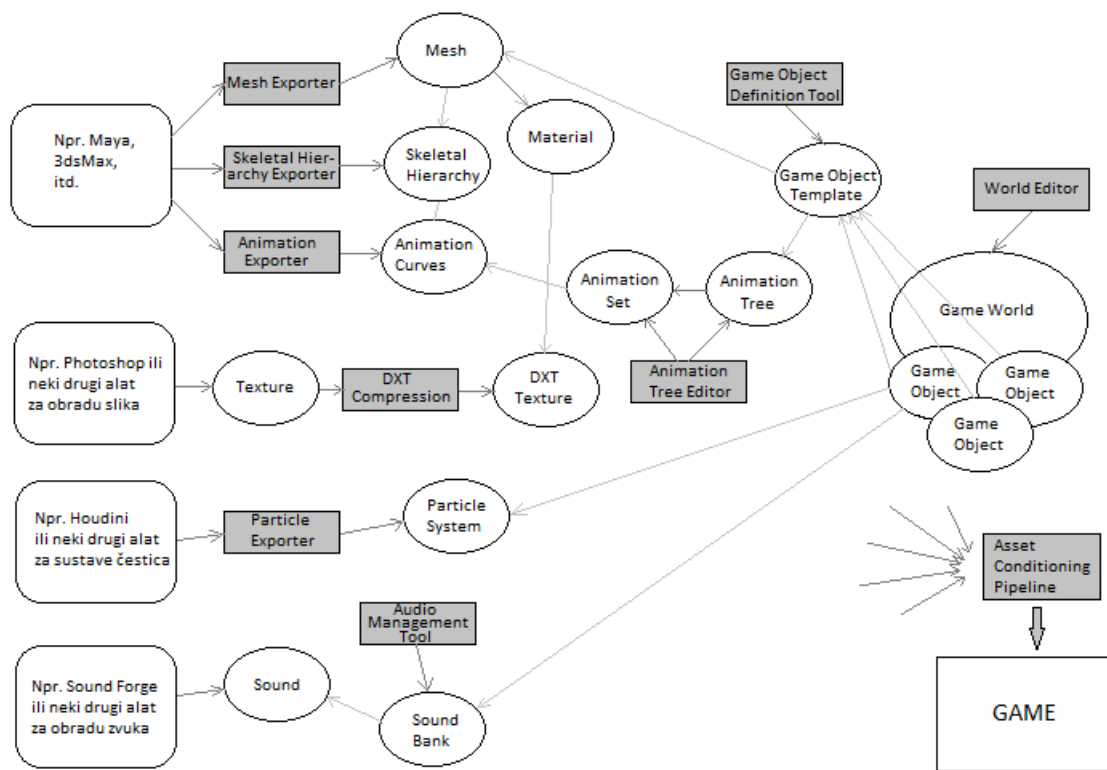 Mesh
Mesh Exporter
Game Object
Definition Tool
Npr. Maya,
3dsMax,
itd.
Material
Skeletal Hier-
archy Exporter
Skeletal
Hierarchy
Game Object
Template
World Editor
Animation
Exporter
Animation
Curves
Animation
Set
Animation
Tree
Game World
Npr. Photoshop ili
neki drugi alat
za obradu slika
Texture
DXT
Compression
DXT
Texture
Animation
Tree Editor
Game
Object
Game
Object
Game
Object
Npr. Houdini
ili neki drugi alat
za sustave čestica
Particle
Exporter
Particle
System
Asset
Conditioning
Pipeline
Audio
Management
Tool
Npr. Sound Forge
ili neki drugi alat
za obradu zvuka
Sound
Sound
Bank
GAME